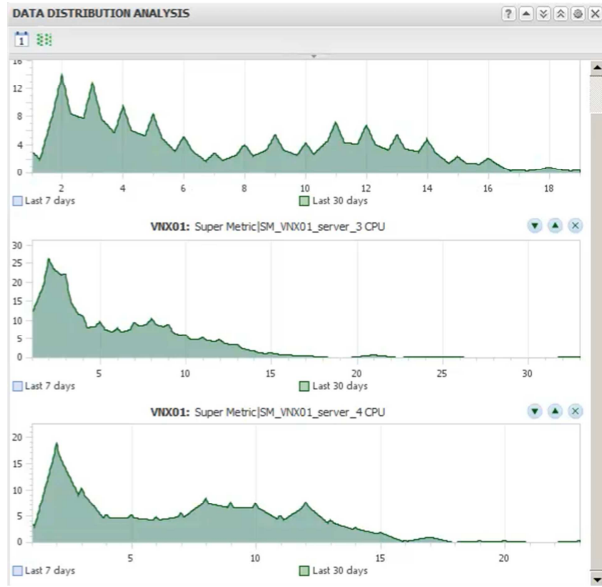 DATA DISTRIBUTION ANALYSIS
?
1
16
12
8
4
0
2 4 6 8 10 12 14 16 18
Last 7 days Last 30 days
VNX01: Super Metric|SM_VNX01_server_3 CPU
30
25
20
15
10
5
0
5 10 15 20 25 30
Last 7 days Last 30 days
VNX01: Super Metric|SM_VNX01_server_4 CPU
20
15
10
5
0
5 10 15 20
Last 7 days Last 30 days